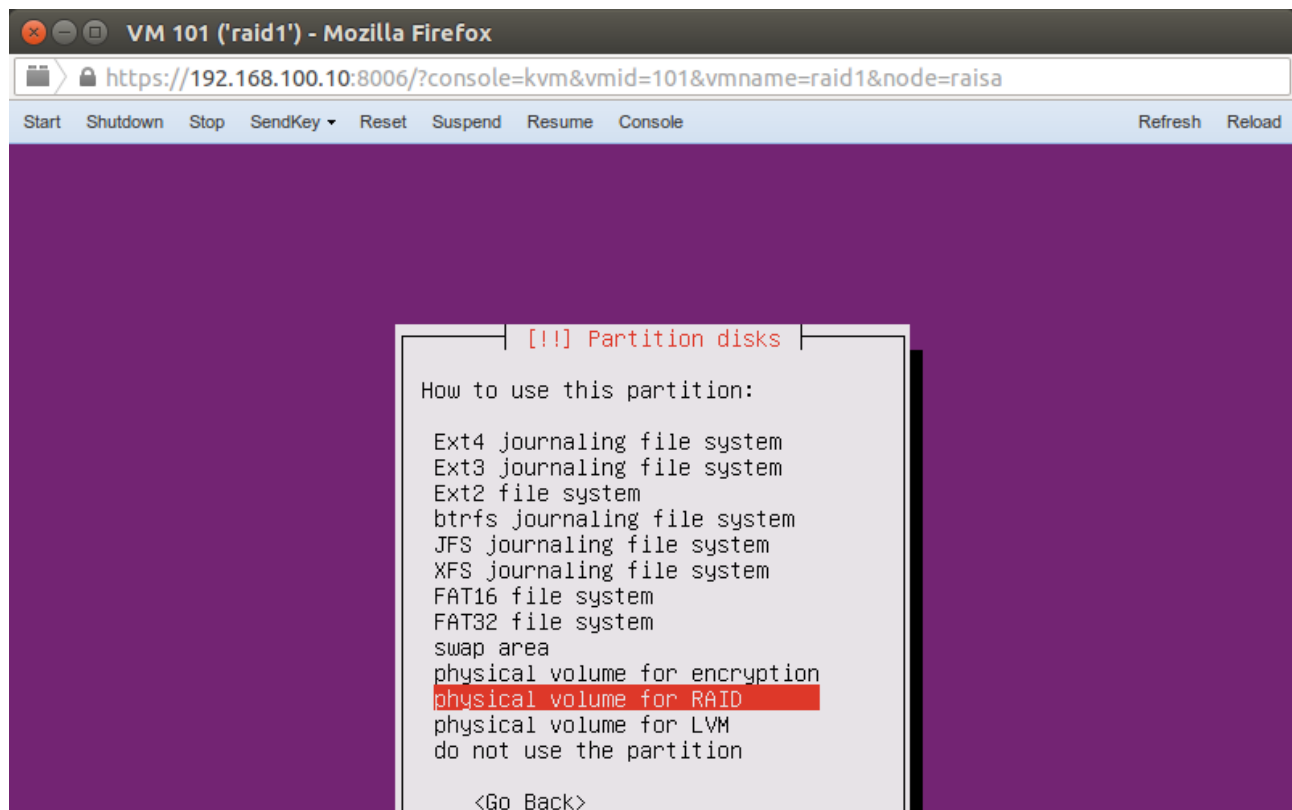 VM 101 ('raid1') - Mozilla Firefox
https://192.168.100.10:8006/?console=kvm&vmid=101&vmname=raid1&node=raisa
Start Shutdown Stop SendKey Reset Suspend Resume Console Refresh Reload
[!!] Partition disks
How to use this partition:
Ext4 journaling file system
Ext3 journaling file system
Ext2 file system
btrfs journaling file system
JFS journaling file system
XFS journaling file system
FAT16 file system
FAT32 file system
swap area
physical volume for encryption
physical volume for RAID
physical volume for LVM
do not use the partition
<Go Back>